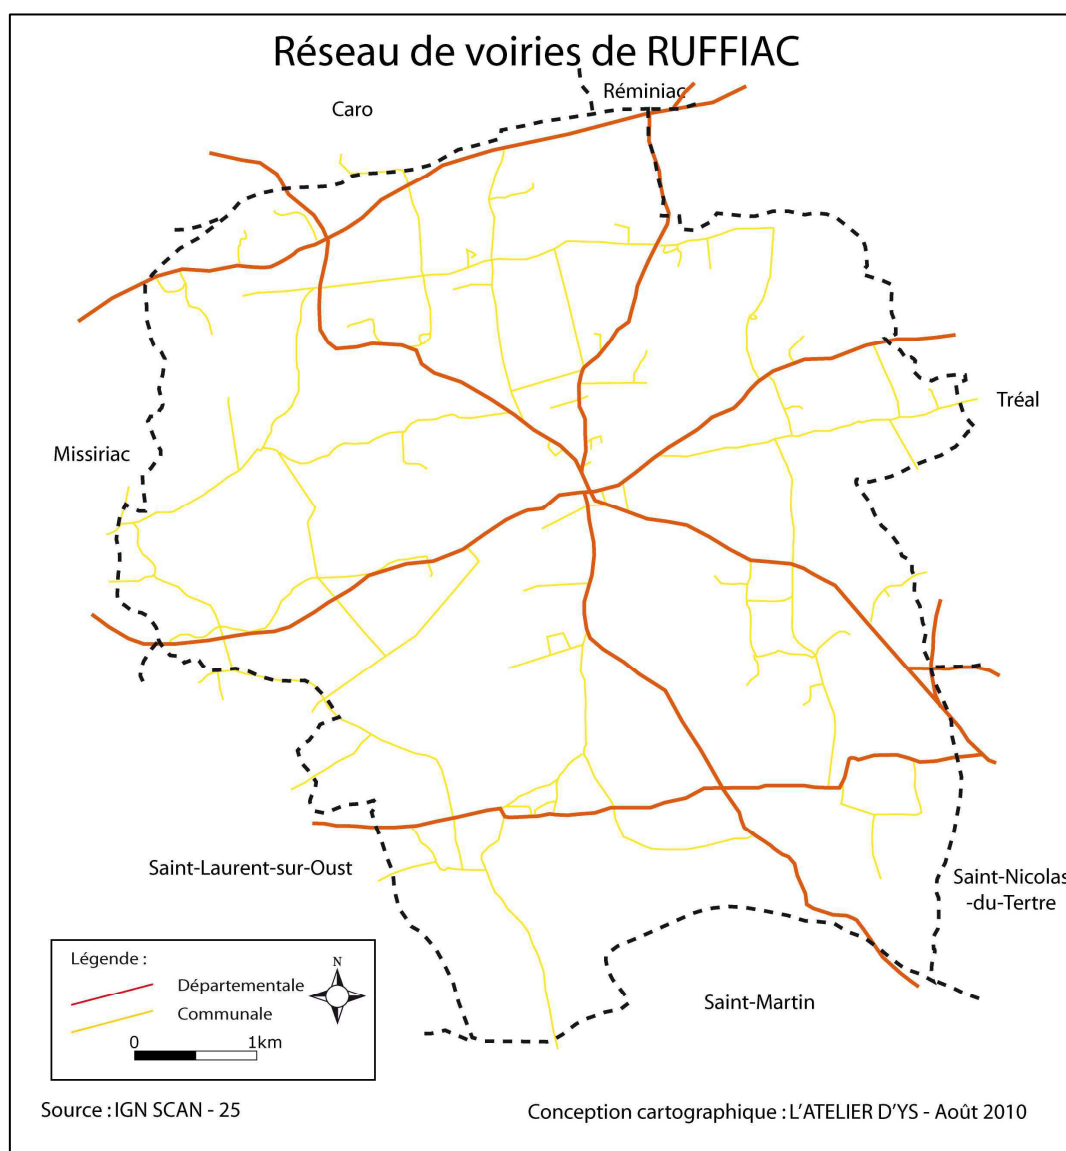 Réseau de voiries de RUFFIAC
Réminiac
Caro
Tréal
Missiriac
Saint-Laurent-sur-Oust
Saint-Nicolas
-du-Tertre
Saint-Martin
Légende :
N
Départementale
Communale
0 1km
Source : IGN SCAN - 25
Conception cartographique : L'ATELIER D'YS - Août 2010